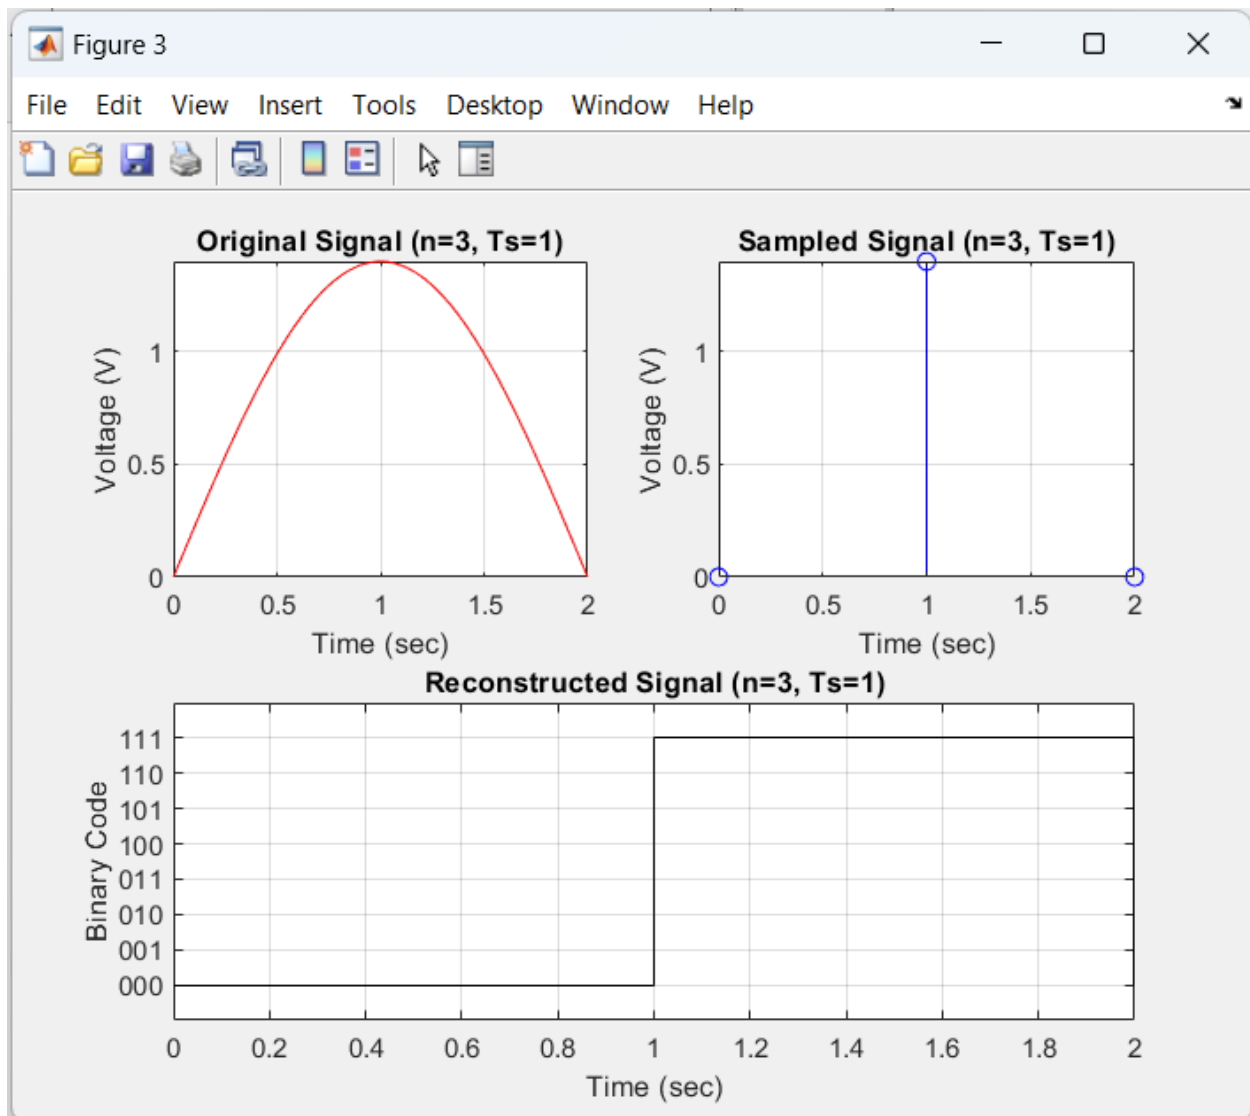 Figure 3
File Edit View Insert Tools Desktop Window Help
Original Signal (n=3, Ts=1)
Voltage (V)
1
0.5
0
0 0.5 1 1.5 2
Time (sec)
Sampled Signal (n=3, Ts=1)
Voltage (V)
1
0.5
0
0 0.5 1 1.5 2
Time (sec)
Reconstructed Signal (n=3, Ts=1)
Binary Code
111
110
101
100
011
010
001
000
0 0.2 0.4 0.6 0.8 1 1.2 1.4 1.6 1.8 2
Time (sec)